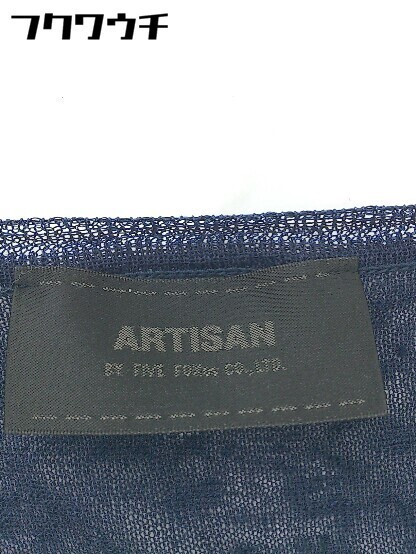 フクワウチ
ARTISAN
BY FIVE FOXes CO.,LTD.